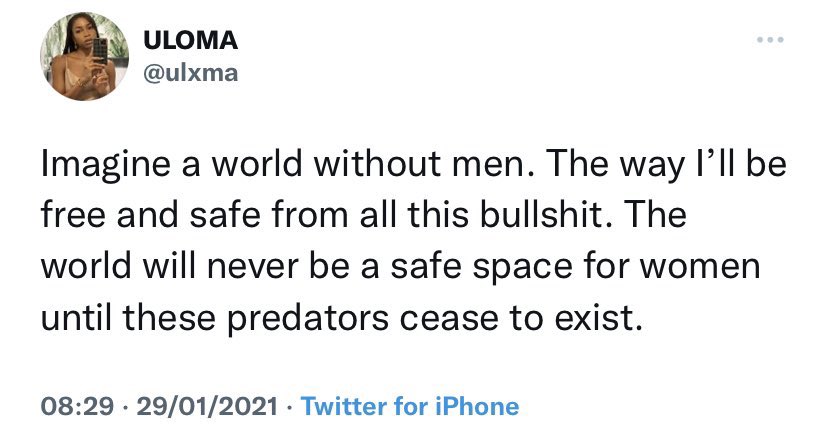 ULOMA
@ulxma
Imagine a world without men. The way I’ll be
free and safe from all this bullshit. The
world will never be a safe space for women
until these predators cease to exist.
08:29 · 29/01/2021 · Twitter for iPhone